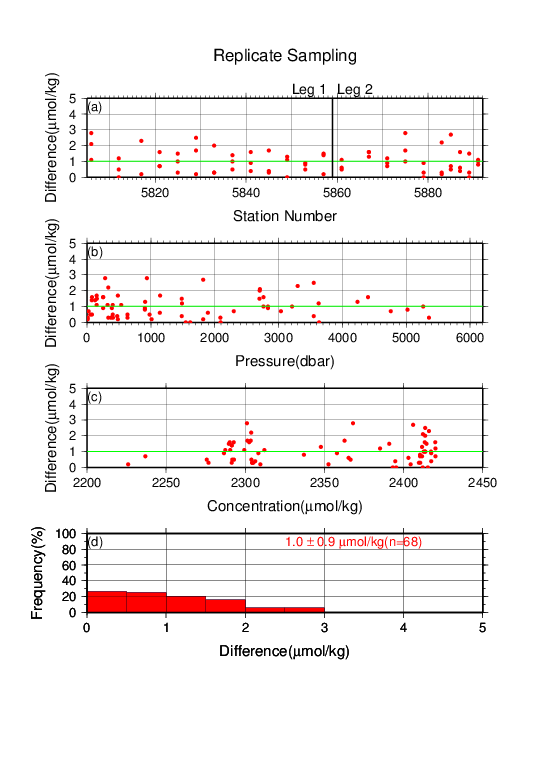 Replicate Sampling
Leg 1 Leg 2
Difference(μmol/kg)
5
4
3
2
1
0
(a)
5820 5840 5860 5880
Station Number
Difference(μmol/kg)
5
4
3
2
1
0
(b)
0 1000 2000 3000 4000 5000 6000
Pressure(dbar)
Difference(μmol/kg)
5
4
3
2
1
0
(c)
2200 2250 2300 2350 2400 2450
Concentration(μmol/kg)
Frequency(%)
100
80
60
40
20
0
(d)
1.0 ± 0.9 μmol/kg(n=68)
0 1 2 3 4 5
Difference(μmol/kg)